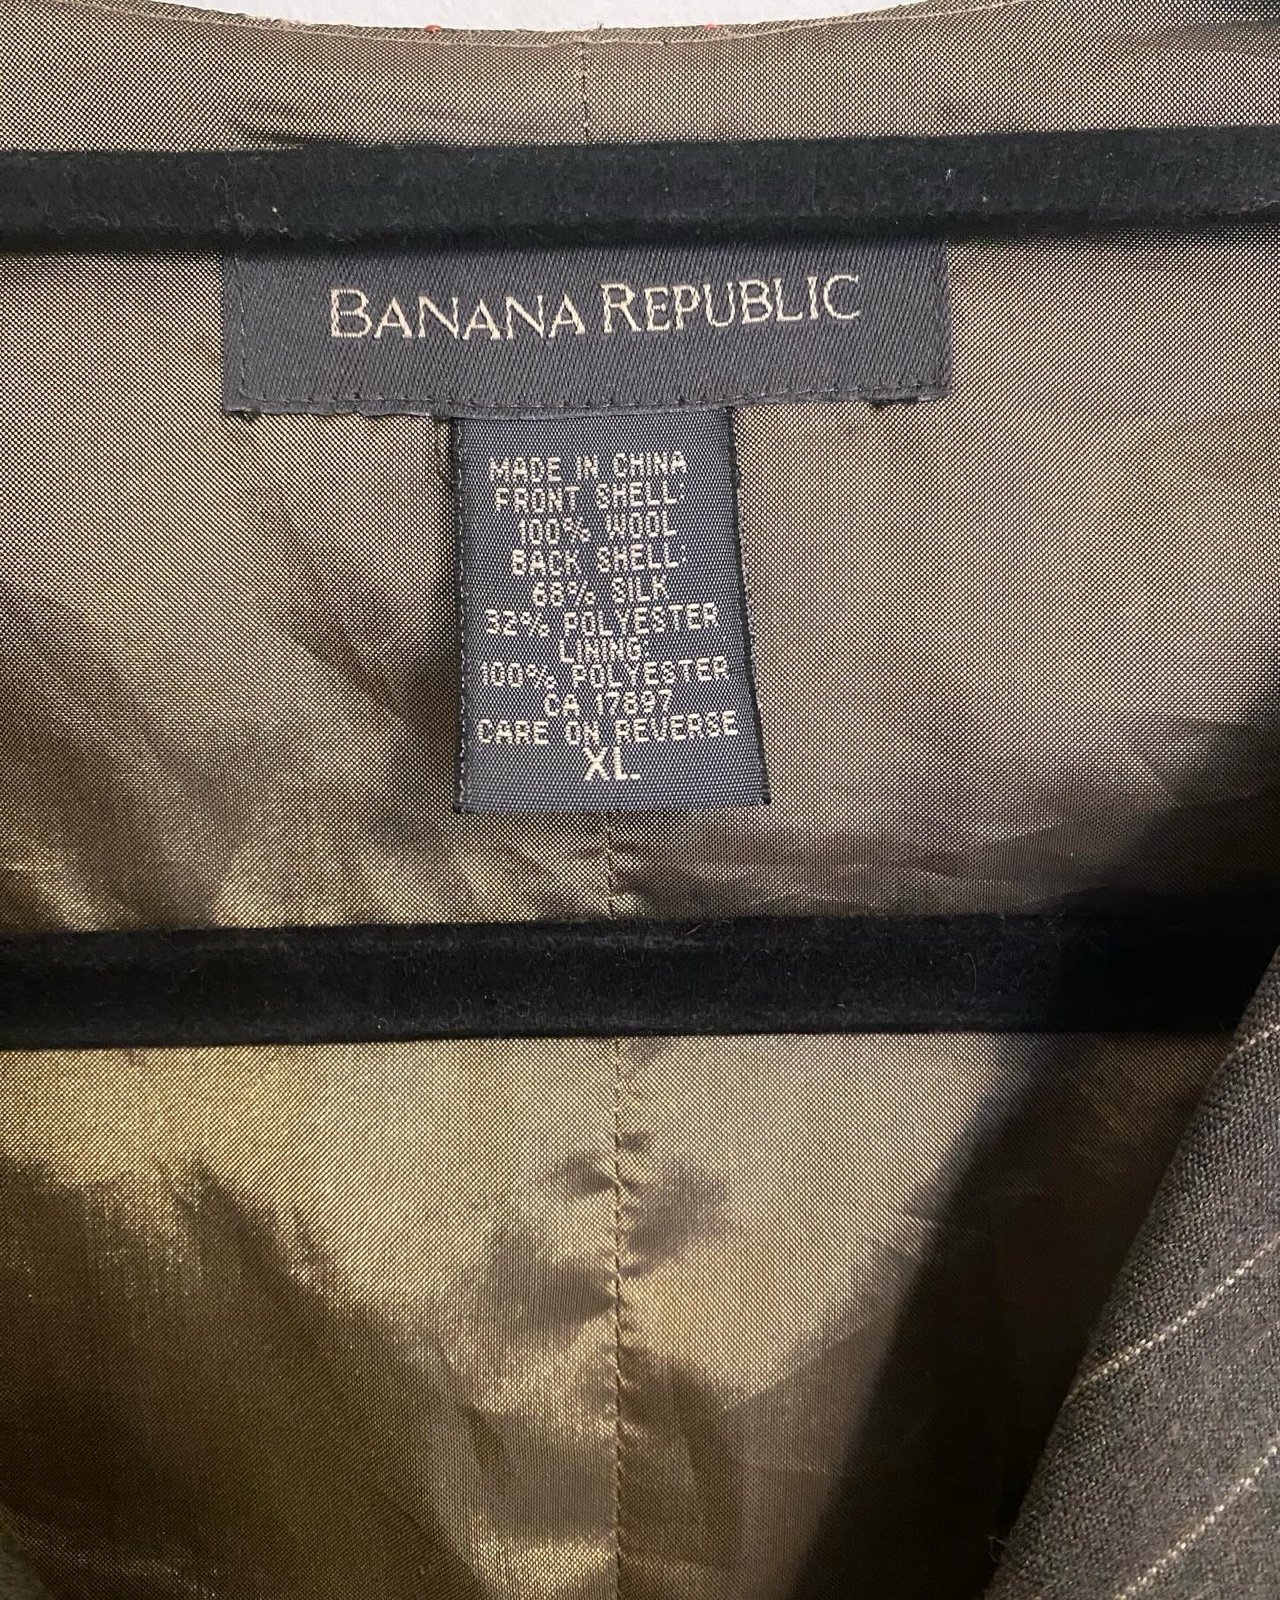 BANANA REPUBLIC
MADE IN CHINA
FRONT SHELL:
100% WOOL
BACK SHELL:
68% SILK
32% POLYESTER
LINING:
100% POLYESTER
CA 17897
CARE ON REVERSE
XL